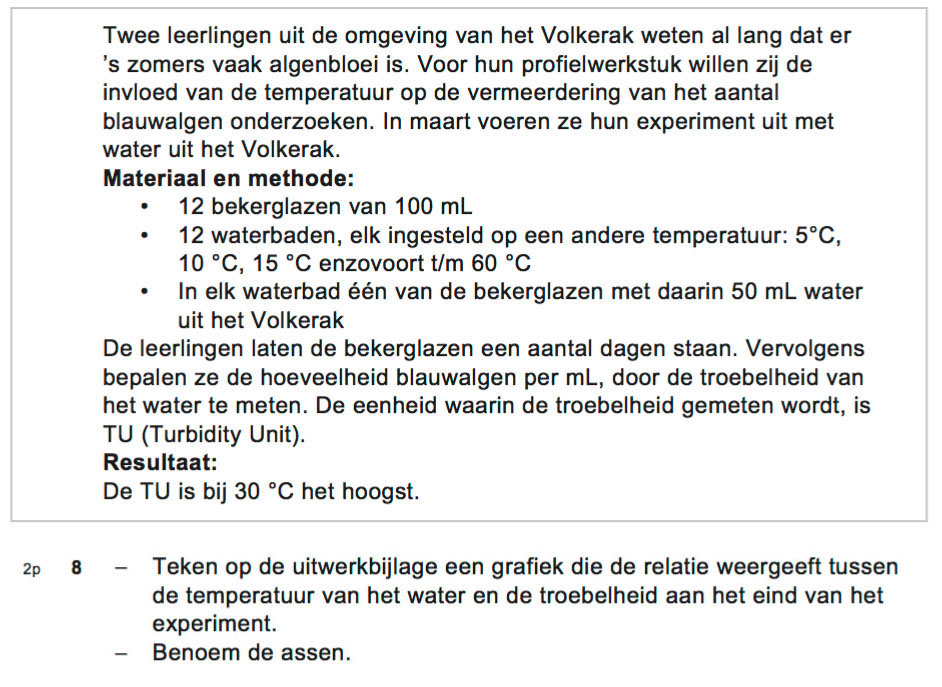 Twee leerlingen uit de omgeving van het Volkerak weten al lang dat er
’s zomers vaak algenbloei is. Voor hun profielwerkstuk willen zij de
invloed van de temperatuur op de vermeerdering van het aantal
blauwalgen onderzoeken. In maart voeren ze hun experiment uit met
water uit het Volkerak.
Materiaal en methode:
• 12 bekerglazen van 100 mL
• 12 waterbaden, elk ingesteld op een andere temperatuur: 5°C,
10 °C, 15 °C enzovoort t/m 60 °C
• In elk waterbad één van de bekerglazen met daarin 50 mL water
uit het Volkerak
De leerlingen laten de bekerglazen een aantal dagen staan. Vervolgens
bepalen ze de hoeveelheid blauwalgen per mL, door de troebelheid van
het water te meten. De eenheid waarin de troebelheid gemeten wordt, is
TU (Turbidity Unit).
Resultaat:
De TU is bij 30 °C het hoogst.
2p 8 – Teken op de uitwerkbijlage een grafiek die de relatie weergeeft tussen
de temperatuur van het water en de troebelheid aan het eind van het
experiment.
– Benoem de assen.